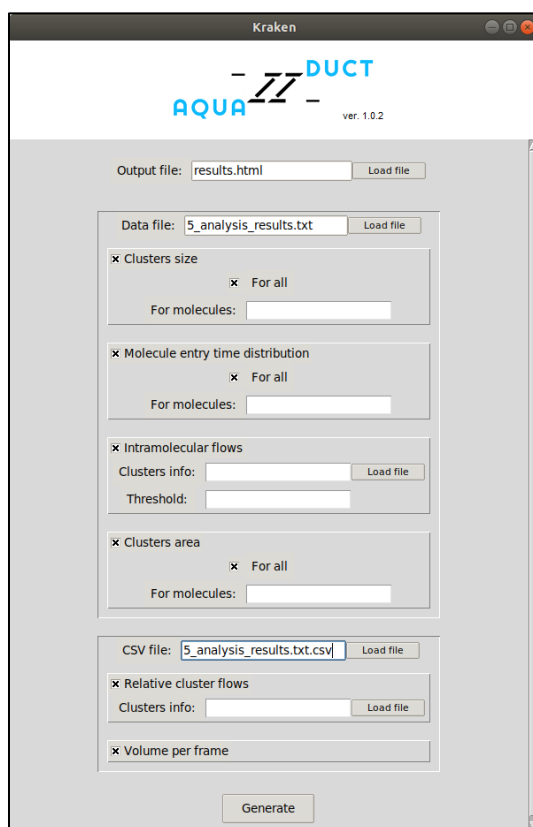 Kraken
AQUA DUCT
ver. 1.0.2
Output file: results.html Load file
Data file: 5_analysis_results.txt Load file
Clusters size
For all
For molecules:
Molecule entry time distribution
For all
For molecules:
Intramolecular flows
Clusters info: Load file
Threshold:
Clusters area
For all
For molecules:
CSV file: 5_analysis_results.txt.csv Load file
Relative cluster flows
Clusters info: Load file
Volume per frame
Generate